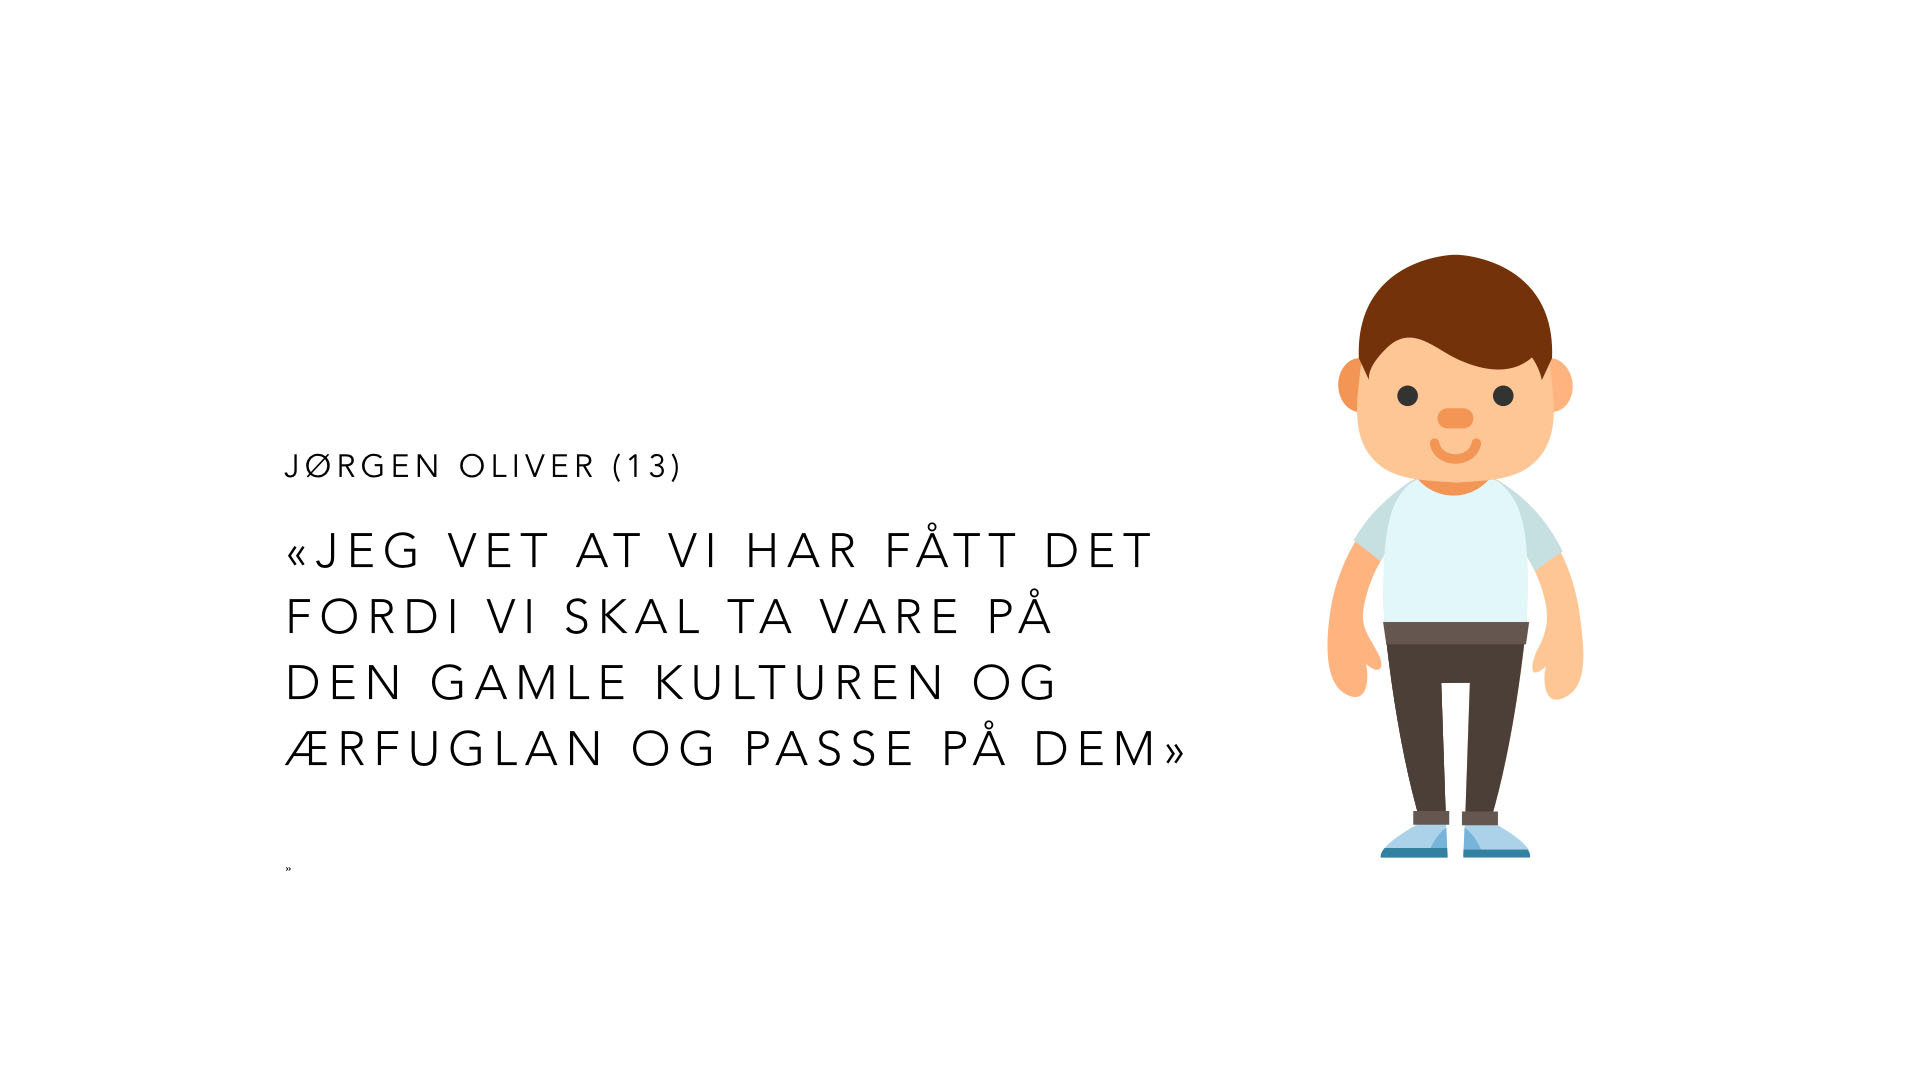 JØRGEN OLIVER (13)
«JEG VET AT VI HAR FÅTT DET
FORDI VI SKAL TA VARE PÅ
DEN GAMLE KULTUREN OG
ÆRFUGLAN OG PASSE PÅ DEM»
»